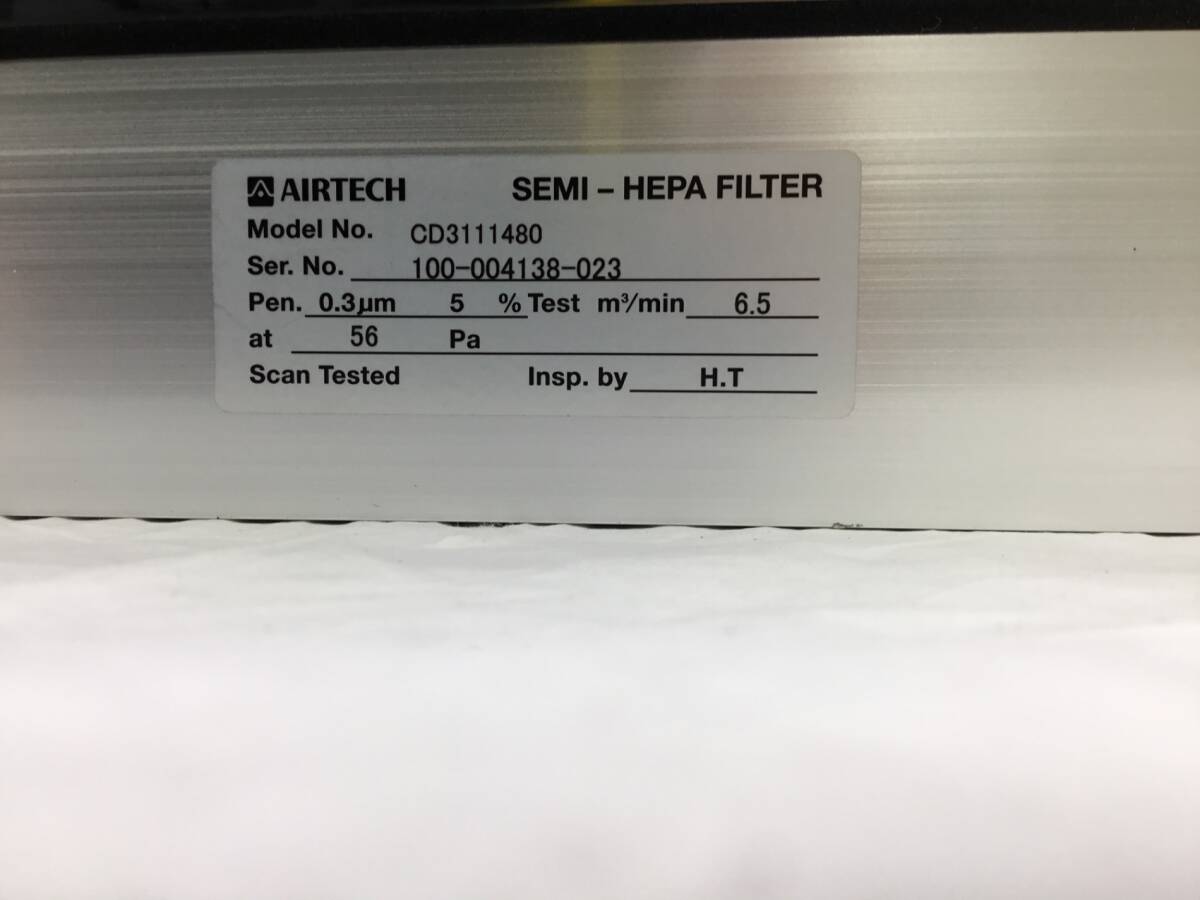 AIRTECH SEMI – HEPA FILTER
Model No. CD3111480
Ser. No. 100-004138-023
Pen. 0.3µm 5 % Test m³/min 6.5
at 56 Pa
Scan Tested Insp. by H.T